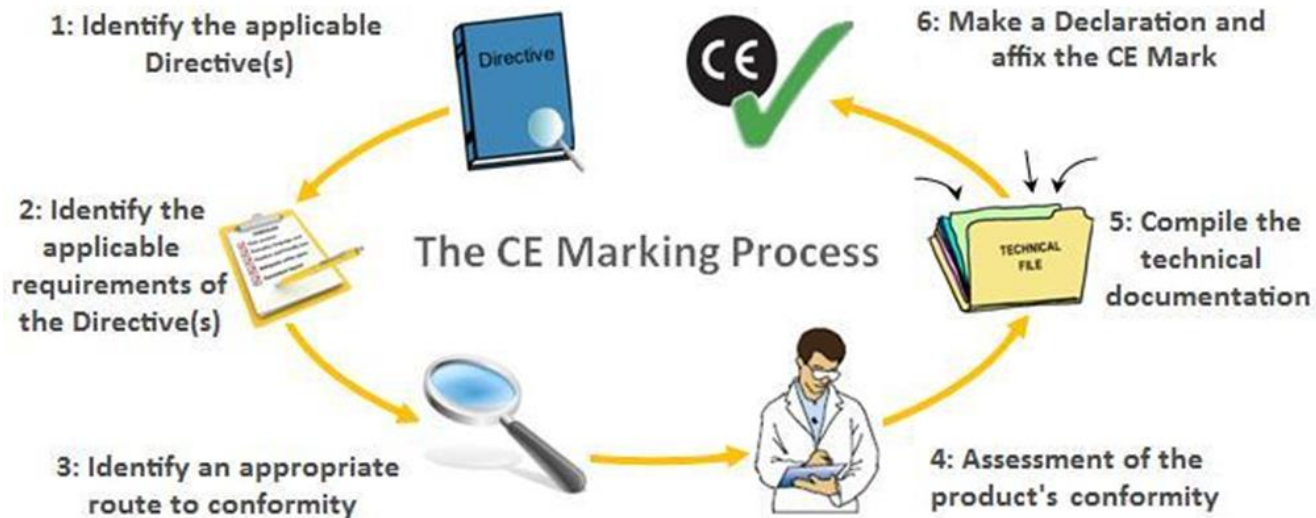 1: Identify the applicable
Directive(s)
Directive
CE
6: Make a Declaration and
affix the CE Mark
2: Identify the
applicable
requirements of
the Directive(s)
The CE Marking Process
TECHNICAL
FILE
5: Compile the
technical
documentation
3: Identify an appropriate
route to conformity
4: Assessment of the
product's conformity